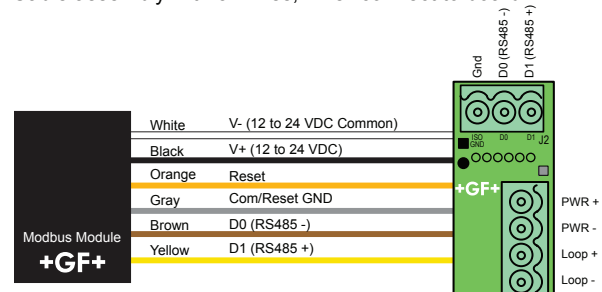 Gnd
D0 (RS485 -)
D1 (RS485 +)
ISO GND D0 D1 J2
White V- (12 to 24 VDC Common)
Black V+ (12 to 24 VDC)
Orange Reset
Gray Com/Reset GND
Brown D0 (RS485 -)
Yellow D1 (RS485 +)
Modbus Module
+GF+
+GF+
PWR +
PWR -
Loop +
Loop -